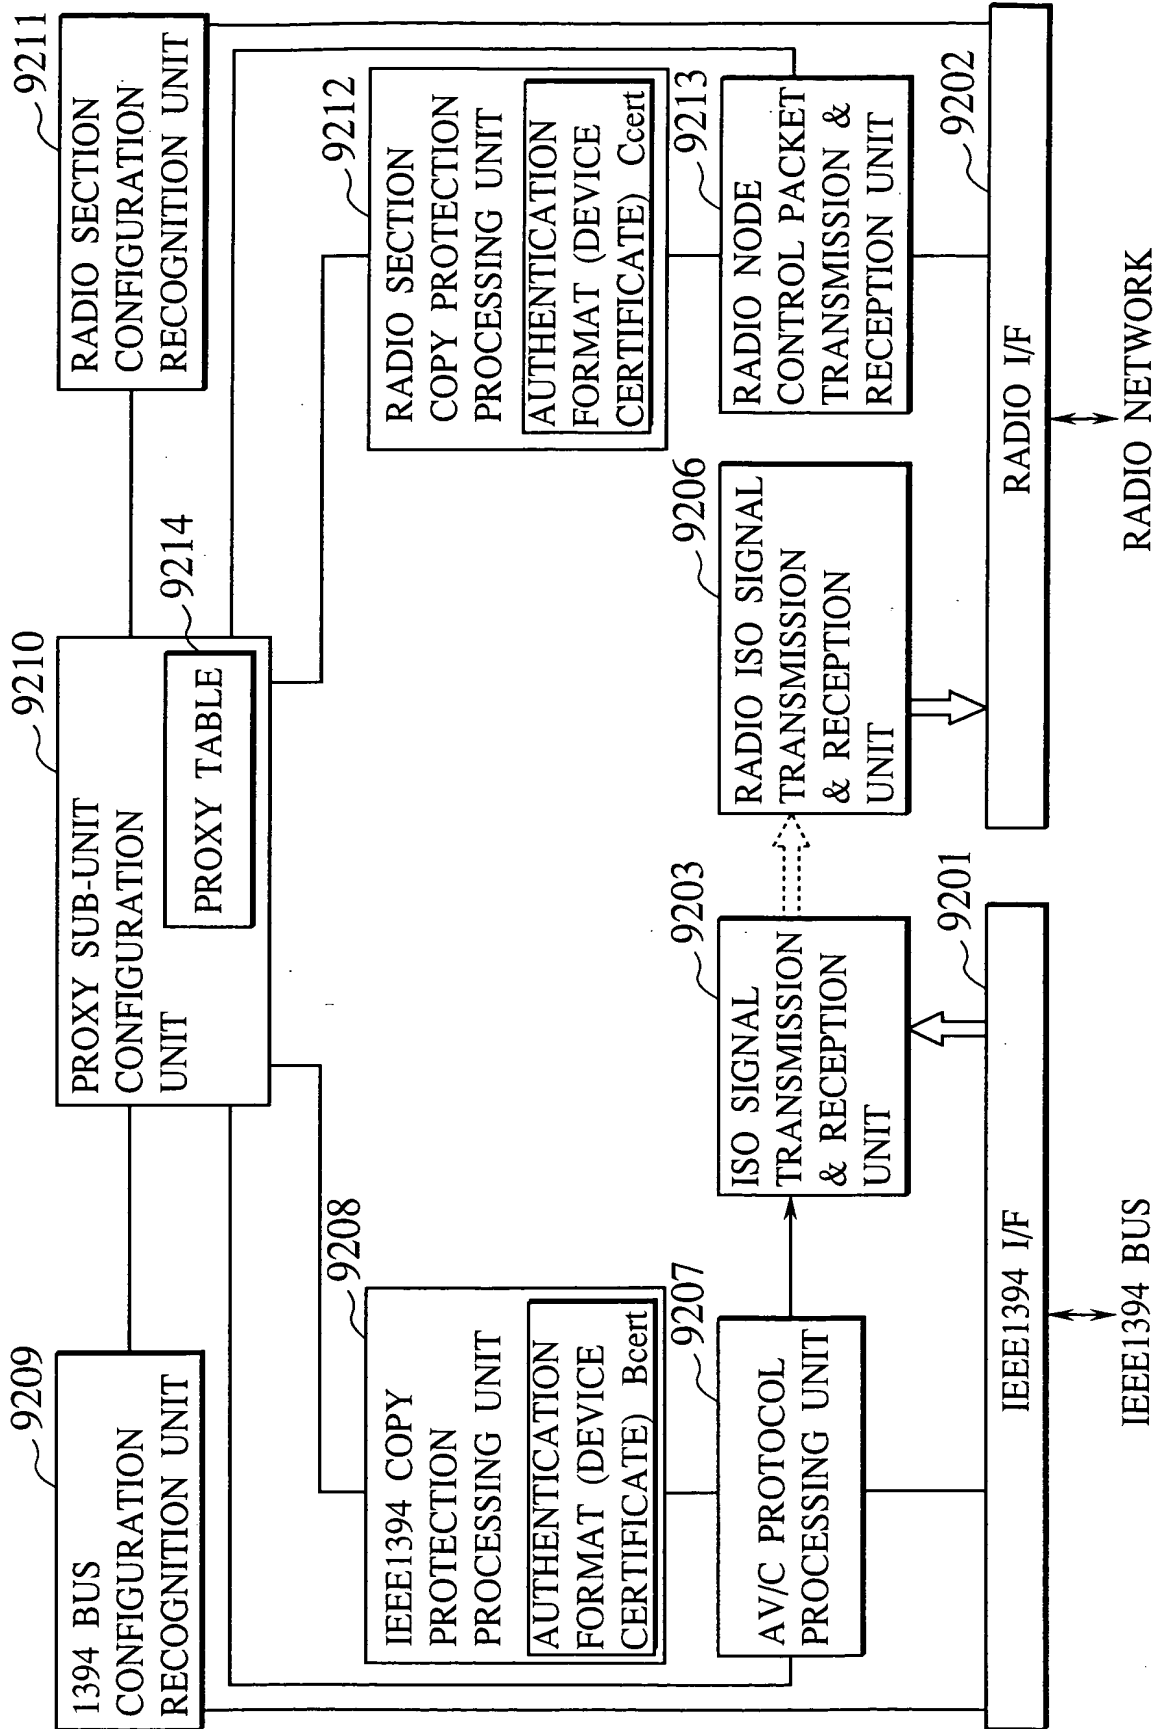 9209
1394 BUS
CONFIGURATION
RECOGNITION UNIT
9210
PROXY SUB-UNIT
CONFIGURATION
UNIT
9214
PROXY TABLE
9211
RADIO SECTION
CONFIGURATION
RECOGNITION UNIT
9208
IEEE1394 COPY
PROTECTION
PROCESSING UNIT
AUTHENTICATION
FORMAT (DEVICE
CERTIFICATE) Bcert
9212
RADIO SECTION
COPY PROTECTION
PROCESSING UNIT
AUTHENTICATION
FORMAT (DEVICE
CERTIFICATE) Ccert
9207
AV/C PROTOCOL
PROCESSING UNIT
9203
ISO SIGNAL
TRANSMISSION
& RECEPTION
UNIT
9206
RADIO ISO SIGNAL
TRANSMISSION
& RECEPTION
UNIT
9213
RADIO NODE
CONTROL PACKET
TRANSMISSION &
RECEPTION UNIT
9201
IEEE1394 I/F
9202
RADIO I/F
IEEE1394 BUS
RADIO NETWORK